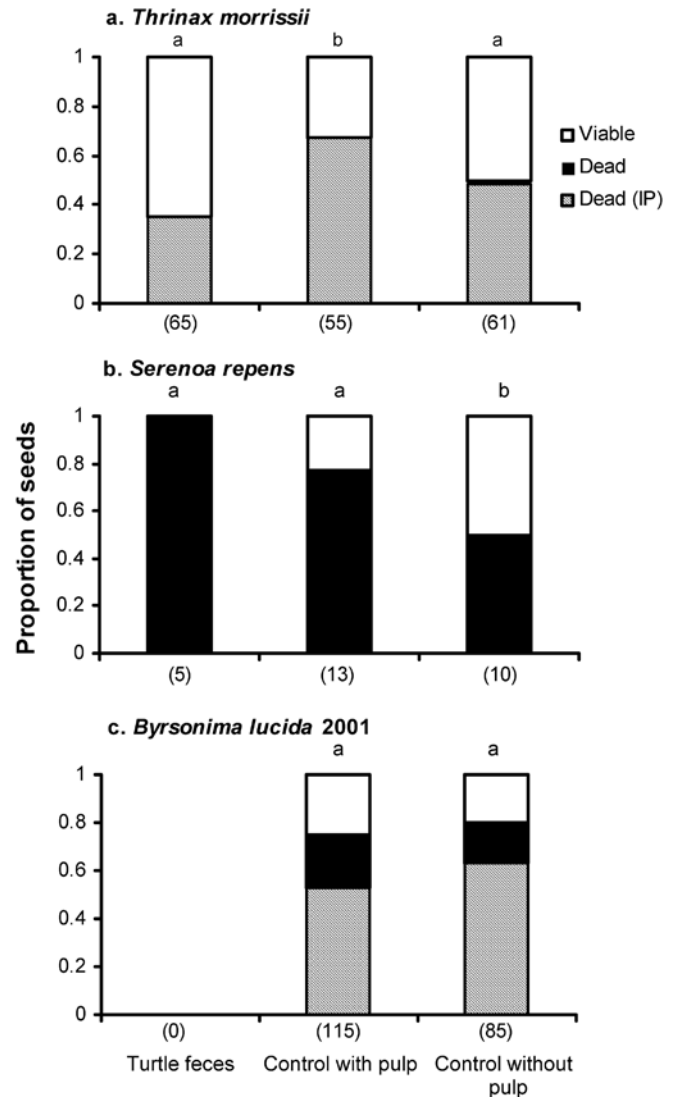 a. Thrinax morrissii
a b a
1
0.8
0.6
0.4
0.2
0
Viable
Dead
Dead (IP)
(65) (55) (61)
b. Serenoa repens
a a b
1
0.8
0.6
0.4
0.2
0
(5) (13) (10)
Proportion of seeds
c. Byrsonima lucida 2001
a a
1
0.8
0.6
0.4
0.2
0
(0) (115) (85)
Turtle feces Control with pulp Control without
pulp